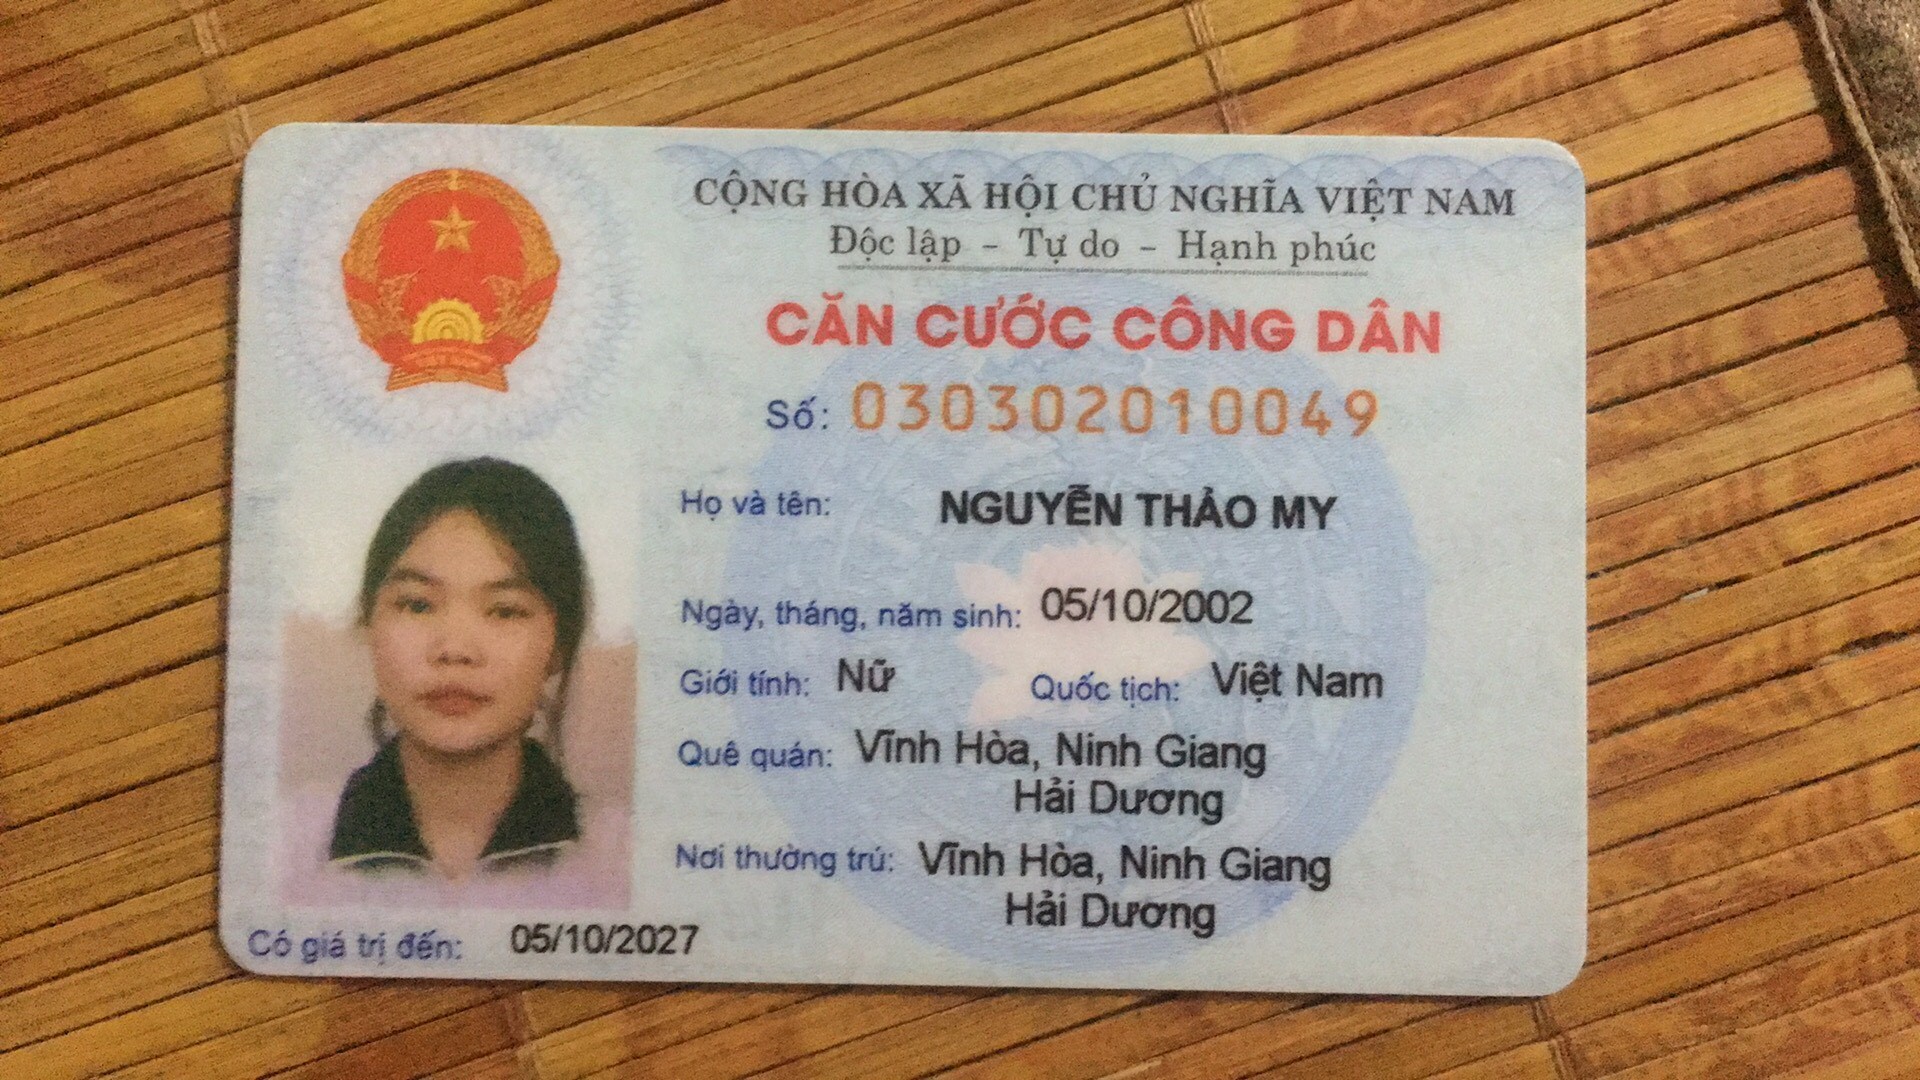 CỘNG HÒA XÃ HỘI CHỦ NGHĨA VIỆT NAM
Độc lập - Tự do - Hạnh phúc
CĂN CƯỚC CÔNG DÂN
Số: 030302010049
Họ và tên: NGUYỄN THẢO MY
Ngày, tháng, năm sinh: 05/10/2002
Giới tính: Nữ Quốc tịch: Việt Nam
Quê quán: Vĩnh Hòa, Ninh Giang
Hải Dương
Nơi thường trú: Vĩnh Hòa, Ninh Giang
Hải Dương
Có giá trị đến: 05/10/2027